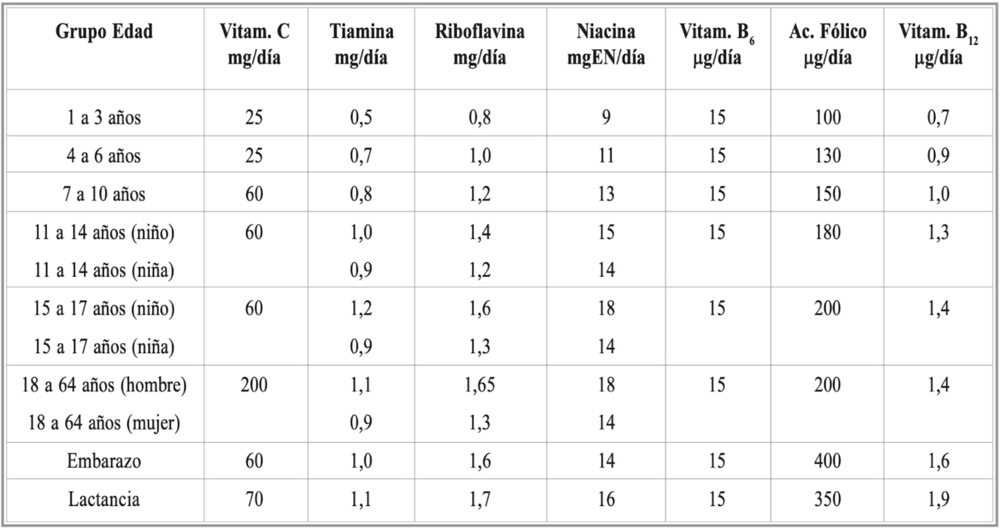 Grupo Edad Vitam. C Tiamina Riboflavina Niacina Vitam. B6 Ac. Fólico Vitam. B12
mg/día mg/día mg/día mgEN/día µg/día µg/día µg/día
1 a 3 años 25 0,5 0,8 9 15 100 0,7
4 a 6 años 25 0,7 1,0 11 15 130 0,9
7 a 10 años 60 0,8 1,2 13 15 150 1,0
11 a 14 años (niño) 60 1,0 1,4 15 15 180 1,3
11 a 14 años (niña) 0,9 1,2 14
15 a 17 años (niño) 60 1,2 1,6 18 15 200 1,4
15 a 17 años (niña) 0,9 1,3 14
18 a 64 años (hombre) 200 1,1 1,65 18 15 200 1,4
18 a 64 años (mujer) 0,9 1,3 14
Embarazo 60 1,0 1,6 14 15 400 1,6
Lactancia 70 1,1 1,7 16 15 350 1,9